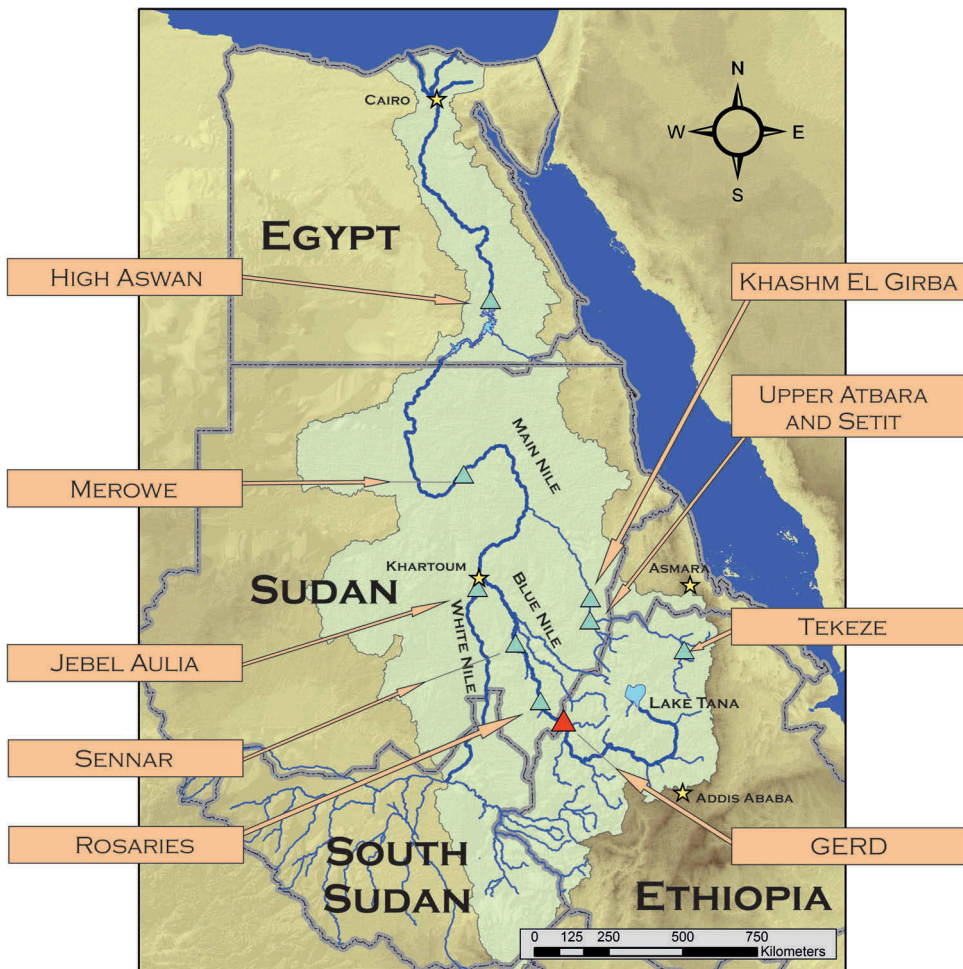 N
W
E
S
CAIRO
EGYPT
HIGH ASWAN
KHASHM EL GIRBA
UPPER ATBARA
AND SETIT
MAIN NILE
MEROWE
KHARTOUM
ASMARA
SUDAN
BLUE NILE
WHITE NILE
TEKEZE
JEBEL AULIA
LAKE TANA
SENNAR
ADDIS ABABA
ROSARIES
GERD
SOUTH
SUDAN
ETHIOPIA
0 125 250 500 750
Kilometers